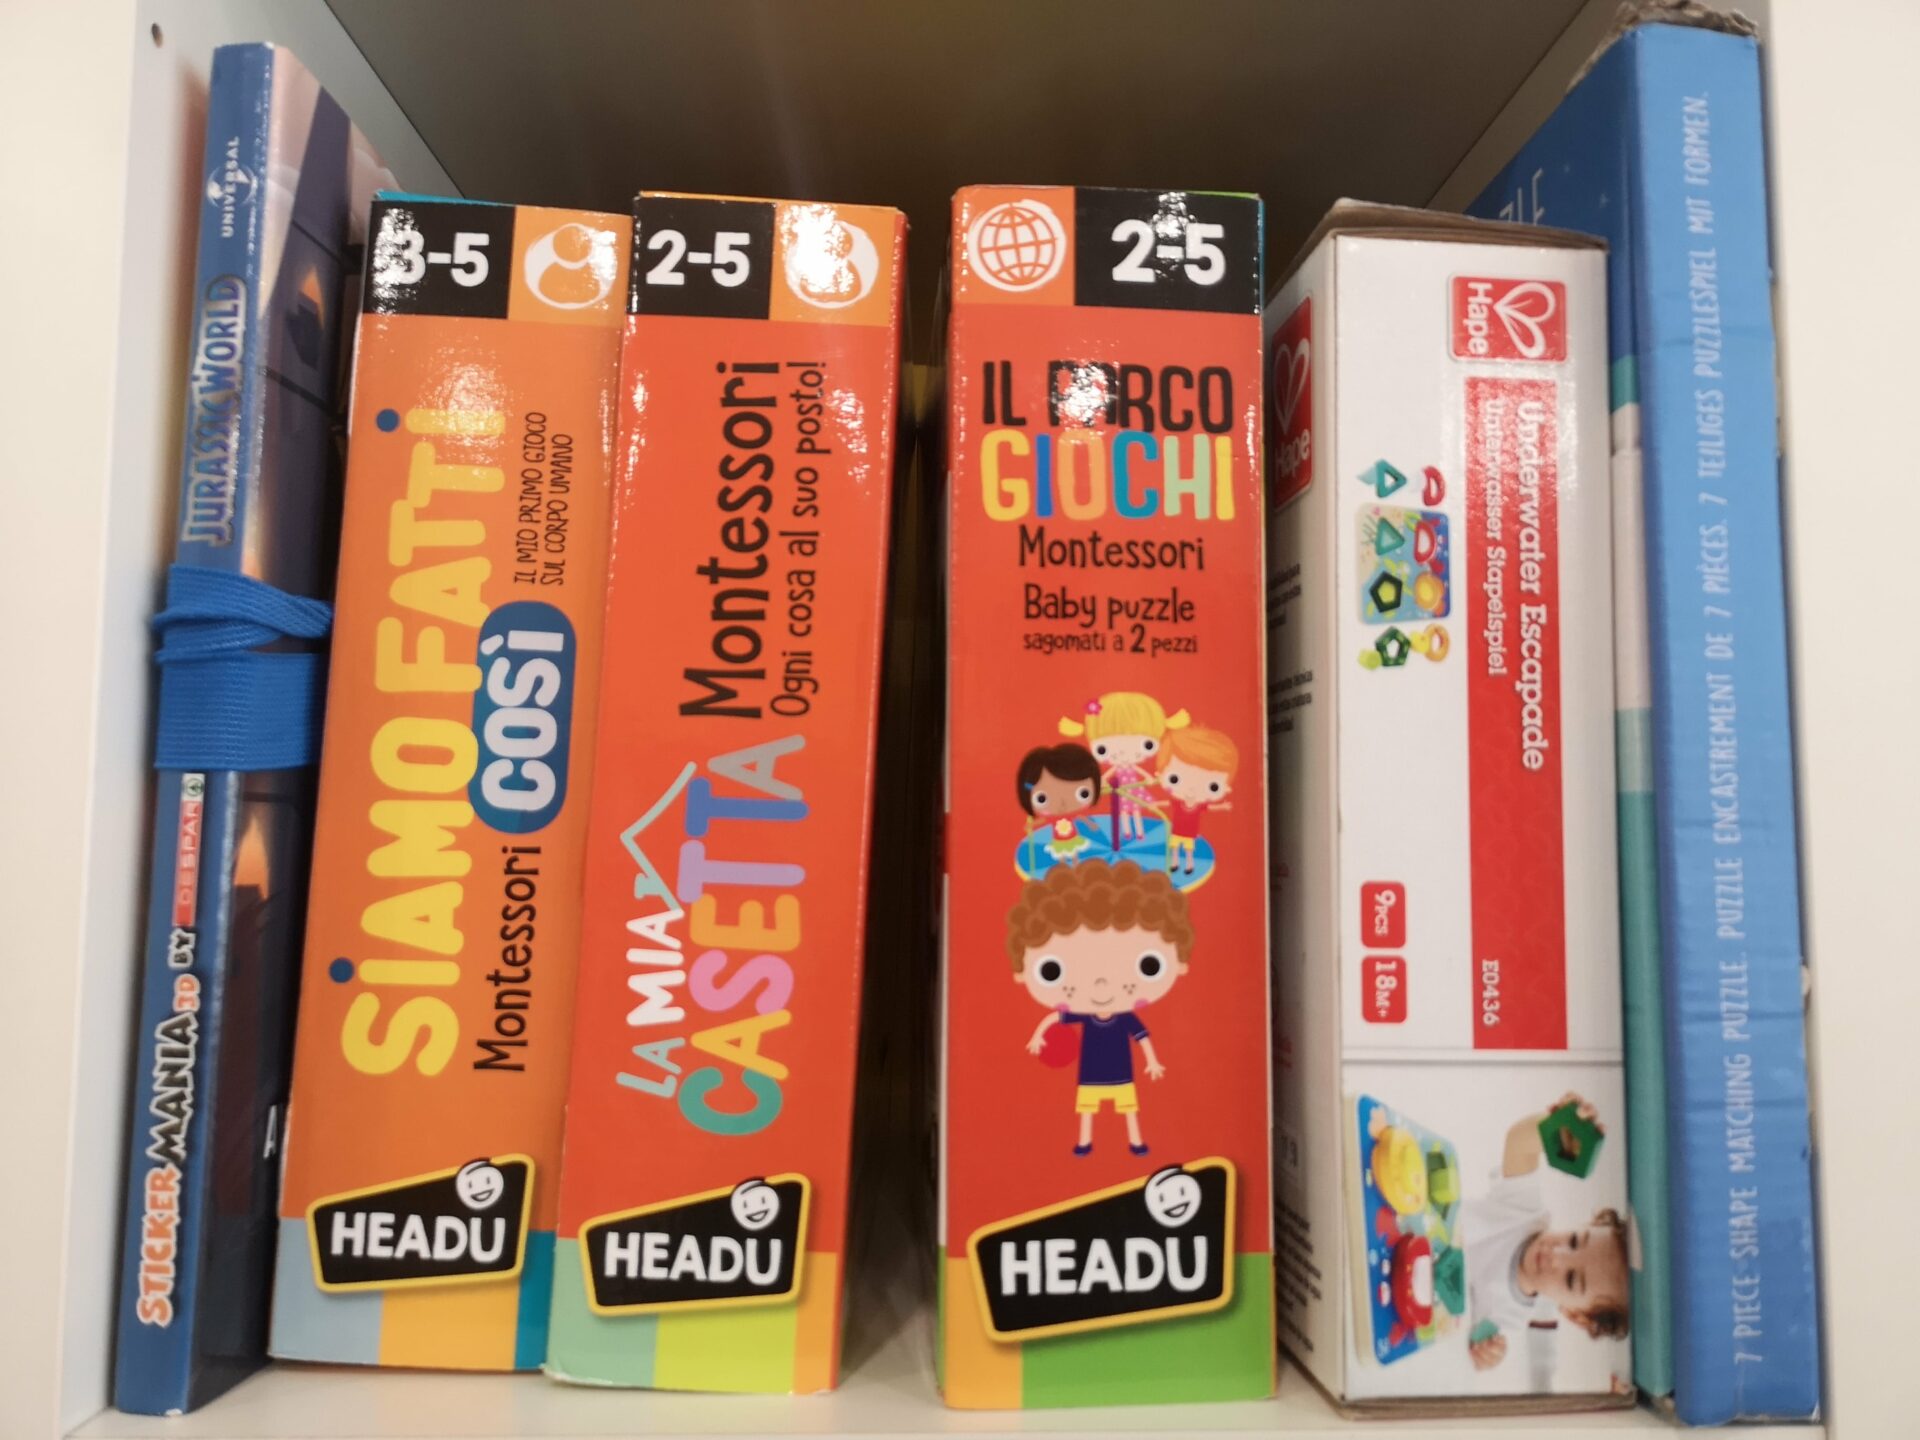 UNIVERSAL
JURASSIC WORLD
STICKERMANIA 3D BY DESPAR
3-5
SIAMO FATTI
COSÌ
Montessori
IL MIO PRIMO GIOCO
SUL CORPO UMANO
HEADU
2-5
LA MIA
CASETTA Montessori
Ogni cosa al suo posto!
HEADU
2-5
IL PARCO
GIOCHI
Montessori
Baby puzzle
sagomati a 2 pezzi
HEADU
Hape
Hape
Underwater Escapade
Unterwasser Stapelspiel
E0436
9PCS
18M+
7 PIECE SHAPE MATCHING PUZZLE. PUZZLE ENCASTREMENT DE 7 PIÈCES. 7 TEILIGES PUZZLESPIEL MIT FORMEN.